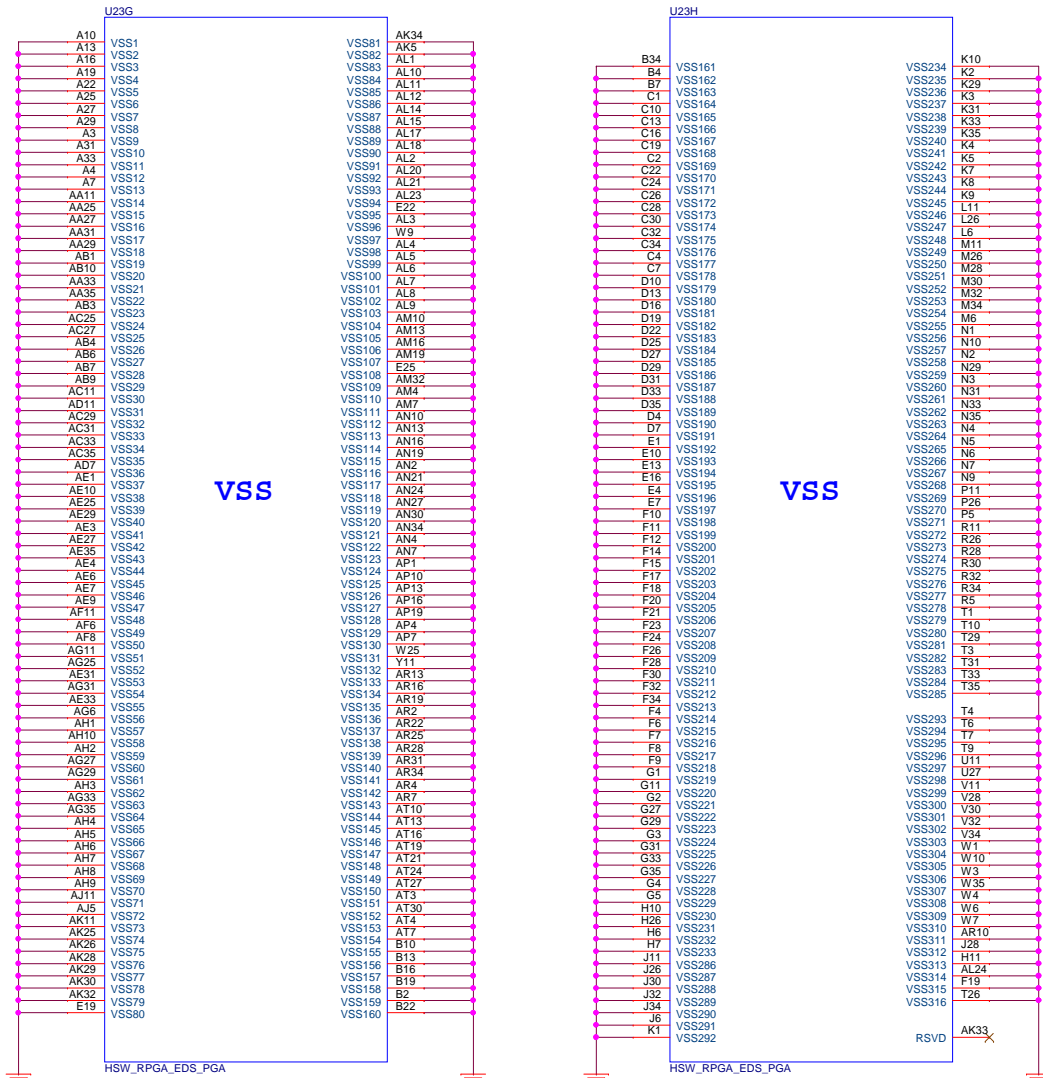 U23G
A10 VSS1
A13 VSS2
A16 VSS3
A19 VSS4
A22 VSS5
A25 VSS6
A27 VSS7
A29 VSS8
A3 VSS9
A31 VSS10
A33 VSS11
A4 VSS12
A7 VSS13
AA11 VSS14
AA25 VSS15
AA27 VSS16
AA31 VSS17
AA29 VSS18
AB1 VSS19
AB10 VSS20
AA33 VSS21
AA35 VSS22
AB3 VSS23
AC25 VSS24
AC27 VSS25
AB4 VSS26
AB6 VSS27
AB7 VSS28
AB9 VSS29
AC11 VSS30
AD11 VSS31
AC29 VSS32
AC31 VSS33
AC33 VSS34
AC35 VSS35
AD7 VSS36
AE1 VSS37
AE10 VSS38
AE25 VSS39
AE29 VSS40
AE3 VSS41
AE27 VSS42
AE35 VSS43
AE4 VSS44
AE6 VSS45
AE7 VSS46
AE9 VSS47
AF11 VSS48
AF6 VSS49
AF8 VSS50
AG11 VSS51
AG25 VSS52
AE31 VSS53
AG31 VSS54
AE33 VSS55
AG6 VSS56
AH1 VSS57
AH10 VSS58
AH2 VSS59
AG27 VSS60
AG29 VSS61
AH3 VSS62
AG33 VSS63
AG35 VSS64
AH4 VSS65
AH5 VSS66
AH6 VSS67
AH7 VSS68
AH8 VSS69
AH9 VSS70
AJ11 VSS71
AJ5 VSS72
AK11 VSS73
AK25 VSS74
AK26 VSS75
AK28 VSS76
AK29 VSS77
AK30 VSS78
AK32 VSS79
E19 VSS80
VSS
VSS81 AK34
VSS82 AK5
VSS83 AL1
VSS84 AL10
VSS85 AL11
VSS86 AL12
VSS87 AL14
VSS88 AL15
VSS89 AL17
VSS90 AL18
VSS91 AL2
VSS92 AL20
VSS93 AL21
VSS94 AL23
VSS95 E22
VSS96 AL3
VSS97 W9
VSS98 AL4
VSS99 AL5
VSS100 AL6
VSS101 AL7
VSS102 AL8
VSS103 AL9
VSS104 AM10
VSS105 AM13
VSS106 AM16
VSS107 AM19
VSS108 E25
VSS109 AM32
VSS110 AM4
VSS111 AM7
VSS112 AN10
VSS113 AN13
VSS114 AN16
VSS115 AN19
VSS116 AN2
VSS117 AN21
VSS118 AN24
VSS119 AN27
VSS120 AN30
VSS121 AN34
VSS122 AN4
VSS123 AN7
VSS124 AP1
VSS125 AP10
VSS126 AP13
VSS127 AP16
VSS128 AP19
VSS129 AP4
VSS130 AP7
VSS131 W25
VSS132 Y11
VSS133 AR13
VSS134 AR16
VSS135 AR19
VSS136 AR2
VSS137 AR22
VSS138 AR25
VSS139 AR28
VSS140 AR31
VSS141 AR34
VSS142 AR4
VSS143 AR7
VSS144 AT10
VSS145 AT13
VSS146 AT16
VSS147 AT19
VSS148 AT21
VSS149 AT24
VSS150 AT27
VSS151 AT3
VSS152 AT30
VSS153 AT4
VSS154 AT7
VSS155 B10
VSS156 B13
VSS157 B16
VSS158 B19
VSS159 B2
VSS160 B22
HSW_RPGA_EDS_PGA
U23H
B34 VSS161
B4 VSS162
B7 VSS163
C1 VSS164
C10 VSS165
C13 VSS166
C16 VSS167
C19 VSS168
C2 VSS169
C22 VSS170
C24 VSS171
C26 VSS172
C28 VSS173
C30 VSS174
C32 VSS175
C34 VSS176
C4 VSS177
C7 VSS178
D10 VSS179
D13 VSS180
D16 VSS181
D19 VSS182
D22 VSS183
D25 VSS184
D27 VSS185
D29 VSS186
D31 VSS187
D33 VSS188
D35 VSS189
D4 VSS190
D7 VSS191
E1 VSS192
E10 VSS193
E13 VSS194
E16 VSS195
E4 VSS196
E7 VSS197
F10 VSS198
F11 VSS199
F12 VSS200
F14 VSS201
F15 VSS202
F17 VSS203
F18 VSS204
F20 VSS205
F21 VSS206
F23 VSS207
F24 VSS208
F26 VSS209
F28 VSS210
F30 VSS211
F32 VSS212
F34 VSS213
F4 VSS214
F6 VSS215
F7 VSS216
F8 VSS217
F9 VSS218
G1 VSS219
G11 VSS220
G2 VSS221
G27 VSS222
G29 VSS223
G3 VSS224
G31 VSS225
G33 VSS226
G35 VSS227
G4 VSS228
G5 VSS229
H10 VSS230
H26 VSS231
H6 VSS232
H7 VSS233
J11 VSS286
J26 VSS287
J30 VSS288
J32 VSS289
J34 VSS290
J6 VSS291
K1 VSS292
VSS
VSS234 K10
VSS235 K2
VSS236 K29
VSS237 K3
VSS238 K31
VSS239 K33
VSS240 K35
VSS241 K4
VSS242 K5
VSS243 K7
VSS244 K8
VSS245 K9
VSS246 L11
VSS247 L26
VSS248 L6
VSS249 M11
VSS250 M26
VSS251 M28
VSS252 M30
VSS253 M32
VSS254 M34
VSS255 M6
VSS256 N1
VSS257 N10
VSS258 N2
VSS259 N29
VSS260 N3
VSS261 N31
VSS262 N33
VSS263 N35
VSS264 N4
VSS265 N5
VSS266 N6
VSS267 N7
VSS268 N9
VSS269 P11
VSS270 P26
VSS271 P5
VSS272 R11
VSS273 R26
VSS274 R28
VSS275 R30
VSS276 R32
VSS277 R34
VSS278 R5
VSS279 T1
VSS280 T10
VSS281 T29
VSS282 T3
VSS283 T31
VSS284 T33
VSS285 T35
VSS293 T4
VSS294 T6
VSS295 T7
VSS296 T9
VSS297 U11
VSS298 U27
VSS299 V11
VSS300 V28
VSS301 V30
VSS302 V32
VSS303 V34
VSS304 W1
VSS305 W10
VSS306 W3
VSS307 W35
VSS308 W4
VSS309 W6
VSS310 W7
VSS311 AR10
VSS312 J28
VSS313 H11
VSS314 AL24
VSS315 F19
VSS316 T26
RSVD AK33
HSW_RPGA_EDS_PGA